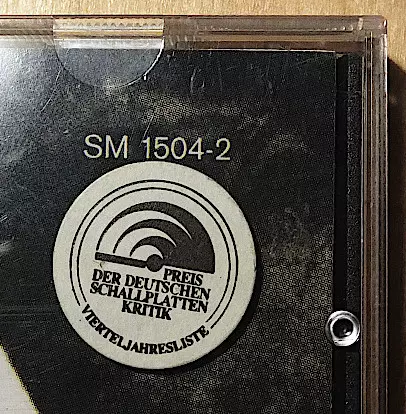 SM 1504-2
PREIS
DER DEUTSCHEN
SCHALLPLATTEN
KRITIK
VIERTELJAHRESLISTE